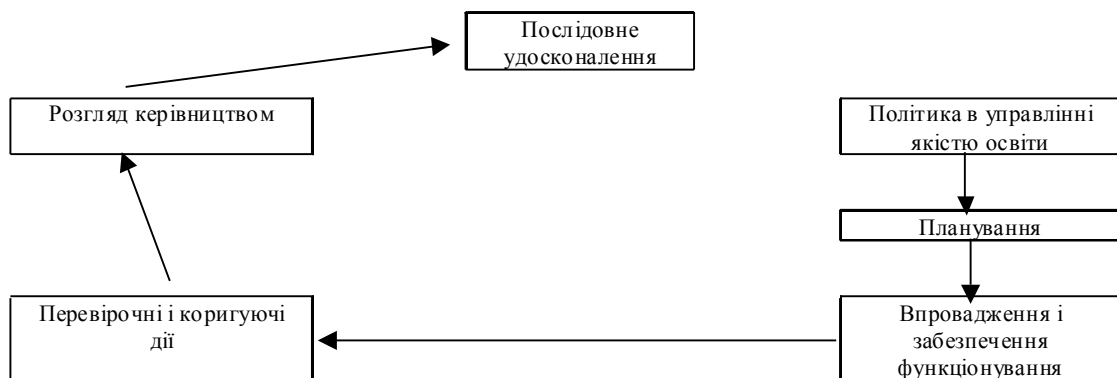 Послідовне
удосконалення
Розгляд керівництвом
Політика в управлінні
якістю освіти
Планування
Перевірочні і коригуючі
дії
Впровадження і
забезпечення
функціонування